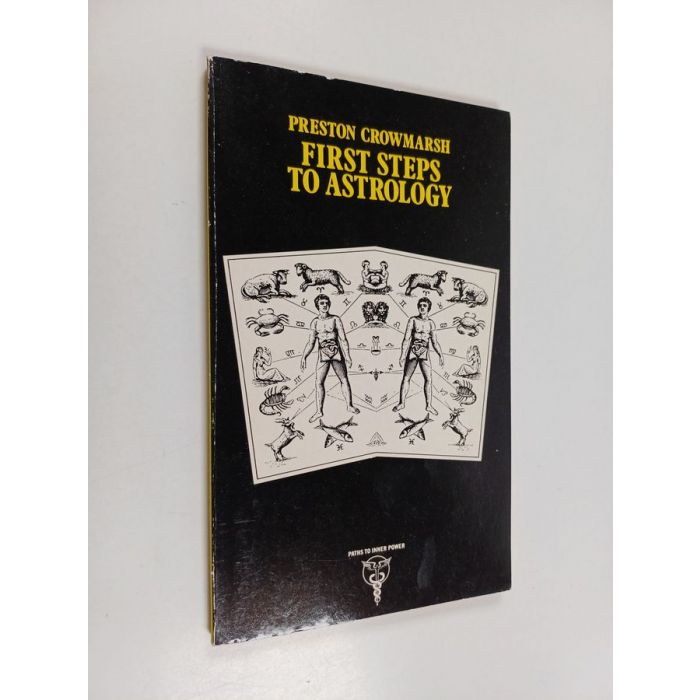 PRESTON CROWMARSH
FIRST STEPS
TO ASTROLOGY
PATHS TO INNER POWER